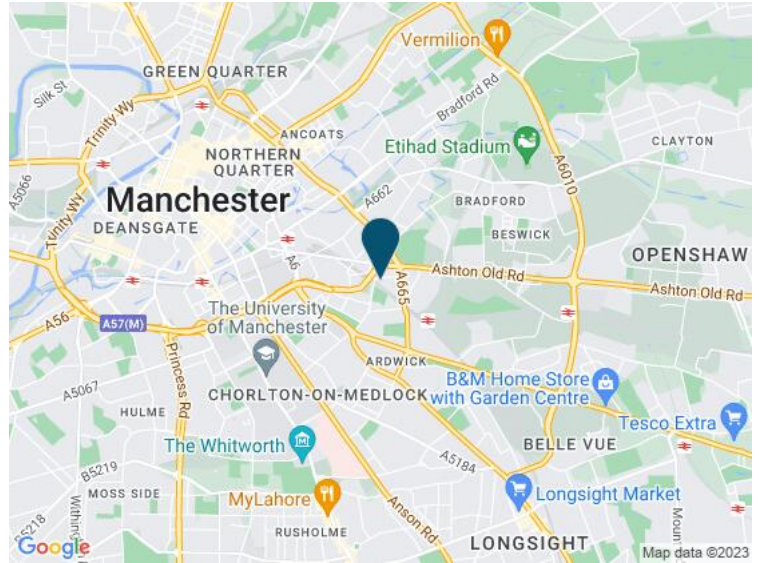 Vermilion
GREEN QUARTER
Silk St
Trinity Wy
Bradford Rd
ANCOATS
Etihad Stadium
CLAYTON
NORTHERN
QUARTER
A5066
A6010
A662
Manchester
BRADFORD
Trinity Wy
DEANSGATE
BESWICK
OPENSHAW
A6
A665
Ashton Old Rd
Ashton Old Rd
The University
of Manchester
A56
A57(M)
Princess Rd
ARDWICK
B&M Home Store
with Garden Centre
A5067
CHORLTON-ON-MEDLOCK
HULME
Tesco Extra
The Whitworth
BELLE VUE
A5184
B5219
MOSS SIDE
Longsight Market
MyLahore
Anson Rd
B5218
RUSHOLME
LONGSIGHT
Google
Map data ©2023